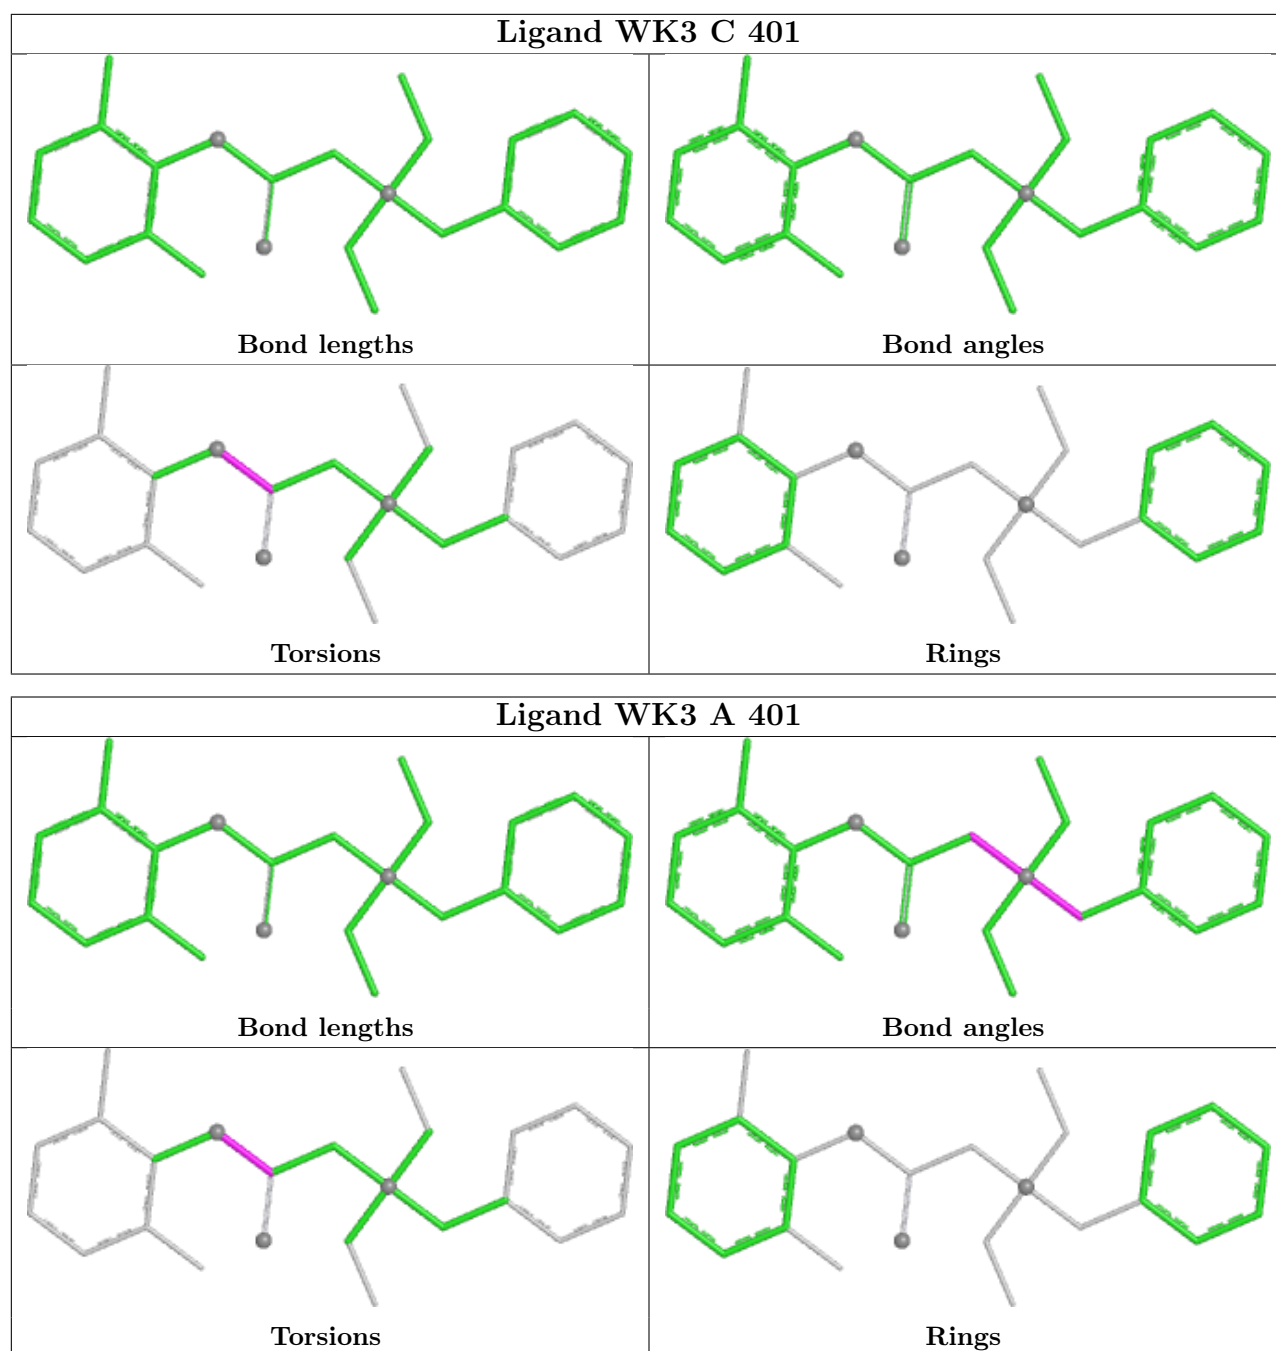 Ligand WK3 C 401
Bond lengths
Bond angles
Torsions
Rings
Ligand WK3 A 401
Bond lengths
Bond angles
Torsions
Rings